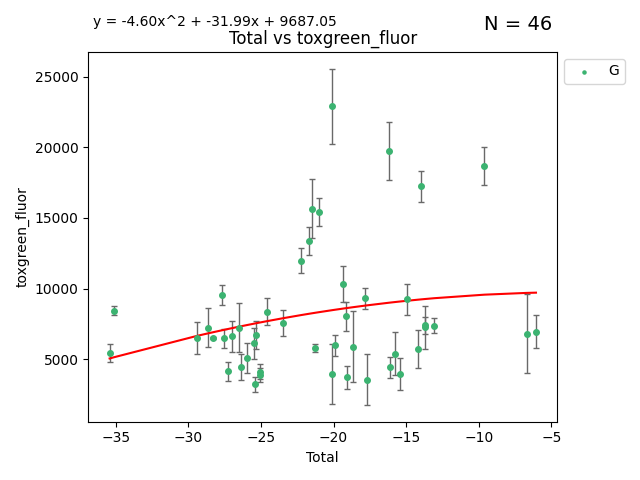 y = -4.60x^2 + -31.99x + 9687.05
N = 46
Total vs toxgreen_fluor
G
25000
20000
15000
10000
5000
toxgreen_fluor
−35 −30 −25 −20 −15 −10 −5
Total